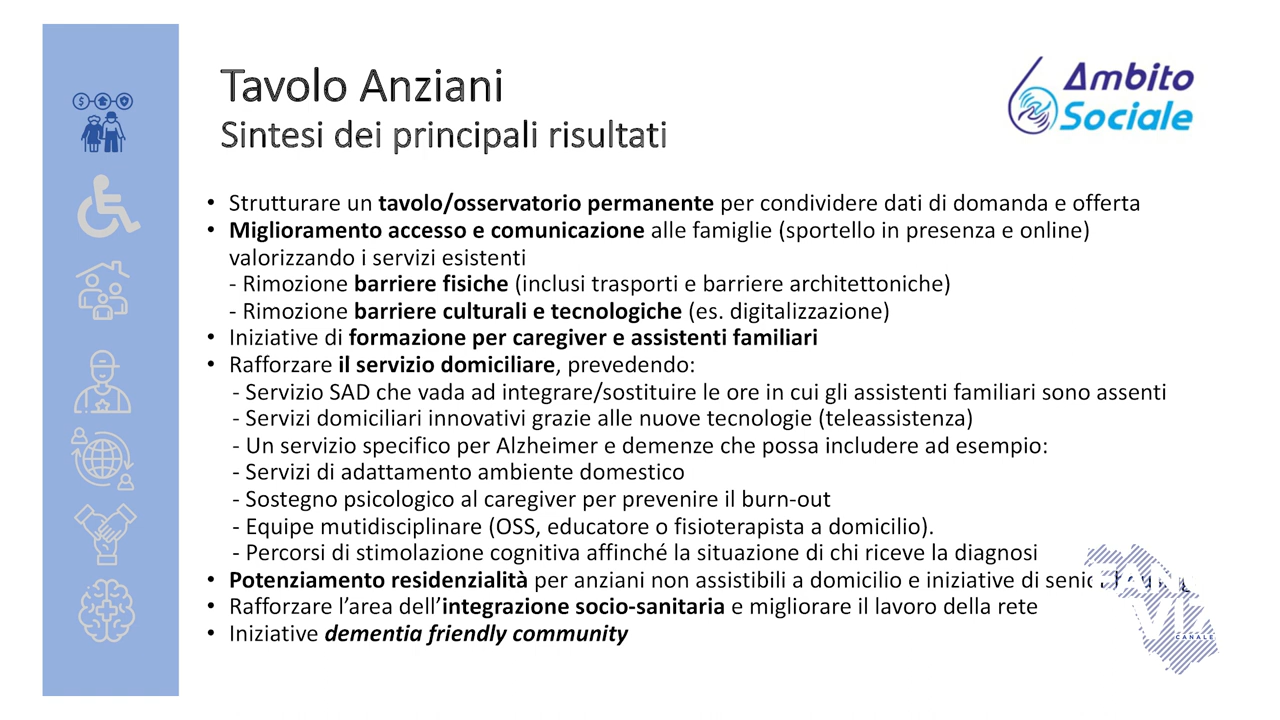 Tavolo Anziani
Sintesi dei principali risultati
6 Ambito
Sociale
• Strutturare un tavolo/osservatorio permanente per condividere dati di domanda e offerta
• Miglioramento accesso e comunicazione alle famiglie (sportello in presenza e online)
valorizzando i servizi esistenti
- Rimozione barriere fisiche (inclusi trasporti e barriere architettoniche)
- Rimozione barriere culturali e tecnologiche (es. digitalizzazione)
• Iniziative di formazione per caregiver e assistenti familiari
• Rafforzare il servizio domiciliare, prevedendo:
- Servizio SAD che vada ad integrare/sostituire le ore in cui gli assistenti familiari sono assenti
- Servizi domiciliari innovativi grazie alle nuove tecnologie (teleassistenza)
- Un servizio specifico per Alzheimer e demenze che possa includere ad esempio:
- Servizi di adattamento ambiente domestico
- Sostegno psicologico al caregiver per prevenire il burn-out
- Equipe mutidisciplinare (OSS, educatore o fisioterapista a domicilio).
- Percorsi di stimolazione cognitiva affinché la situazione di chi riceve la diagnosi
• Potenziamento residenzialità per anziani non assistibili a domicilio e iniziative di
• Rafforzare l’area dell’integrazione socio-sanitaria e migliorare il lavoro della rete
• Iniziative dementia friendly community
CANALE